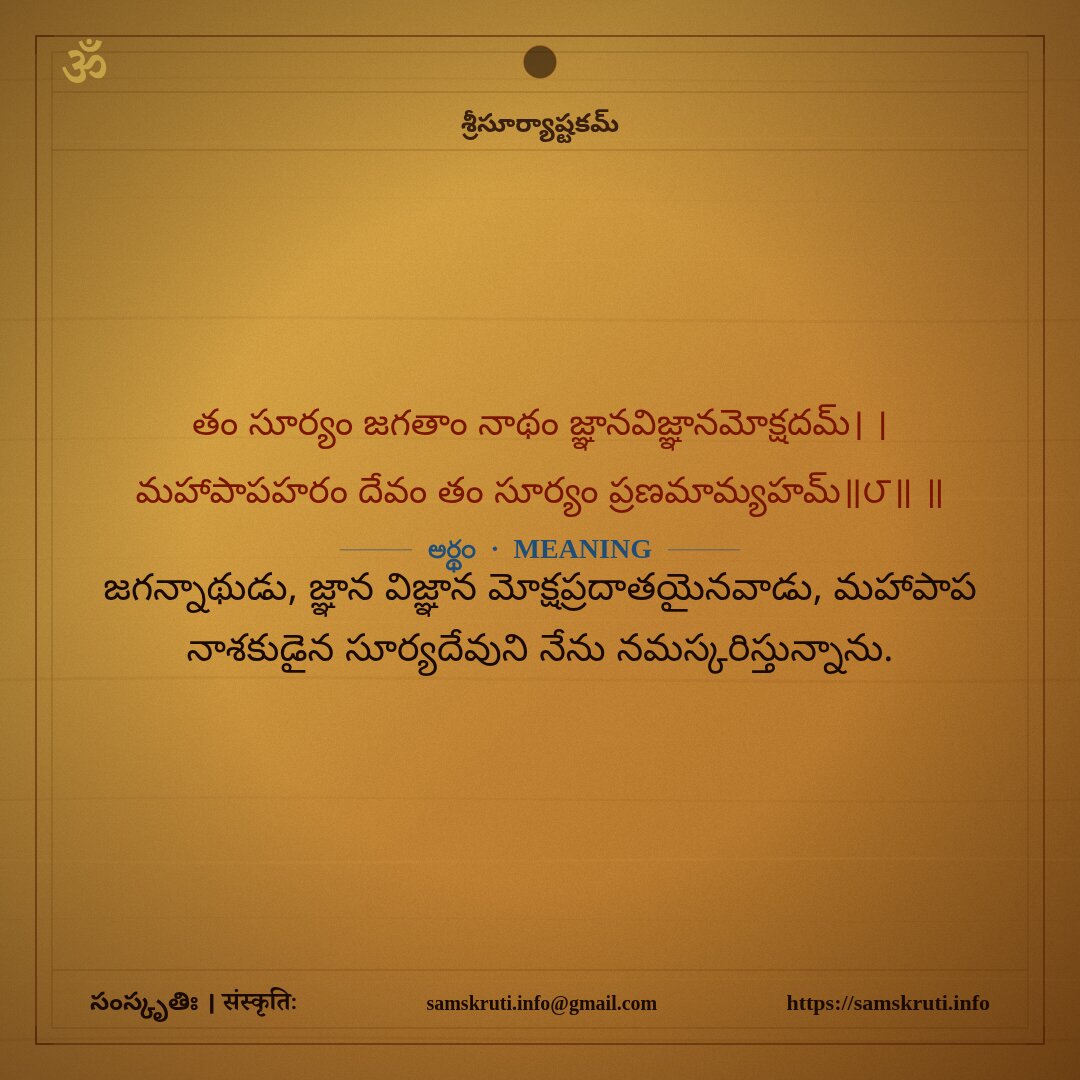 ॐ
శ్రీసూర్యాష్టకమ్
తం సూర్యం జగతాం నాథం జ్ఞానవిజ్ఞానమోక్షదమ్। ।
మహాపాపహరం దేవం తం సూర్యం ప్రణమామ్యహమ్॥౮॥ ॥
అర్థం · MEANING
జగన్నాథుడు, జ్ఞాన విజ్ఞాన మోక్షప్రదాతయైనవాడు, మహాపాప
నాశకుడైన సూర్యదేవుని నేను నమస్కరిస్తున్నాను.
సంస్కృతిః | संस्कृतिः samskruti.info@gmail.com https://samskruti.info